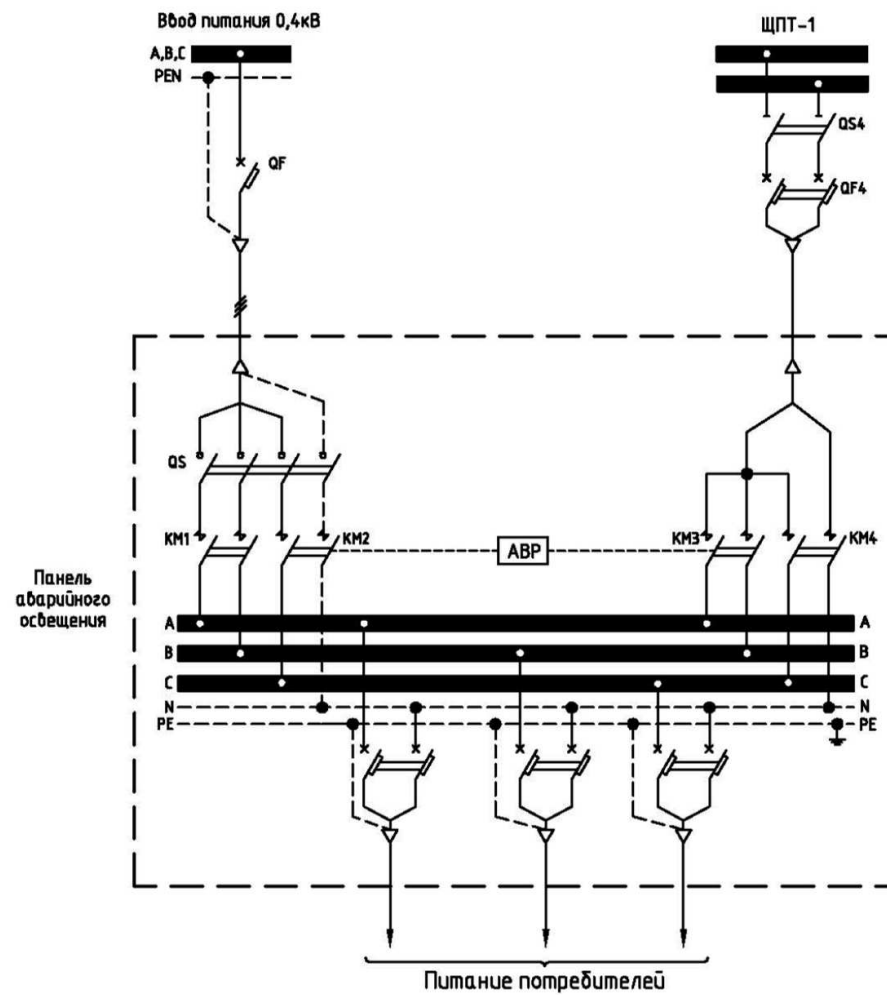 Ввод питания 0,4кВ
ЩПТ-1
A,B,C
PEN
QF
QS4
QF4
QS
KM1
KM2
АВР
KM3
KM4
Панель
аварийного
освещения
A
A
B
B
C
C
N
N
PE
PE
Питание потребителей